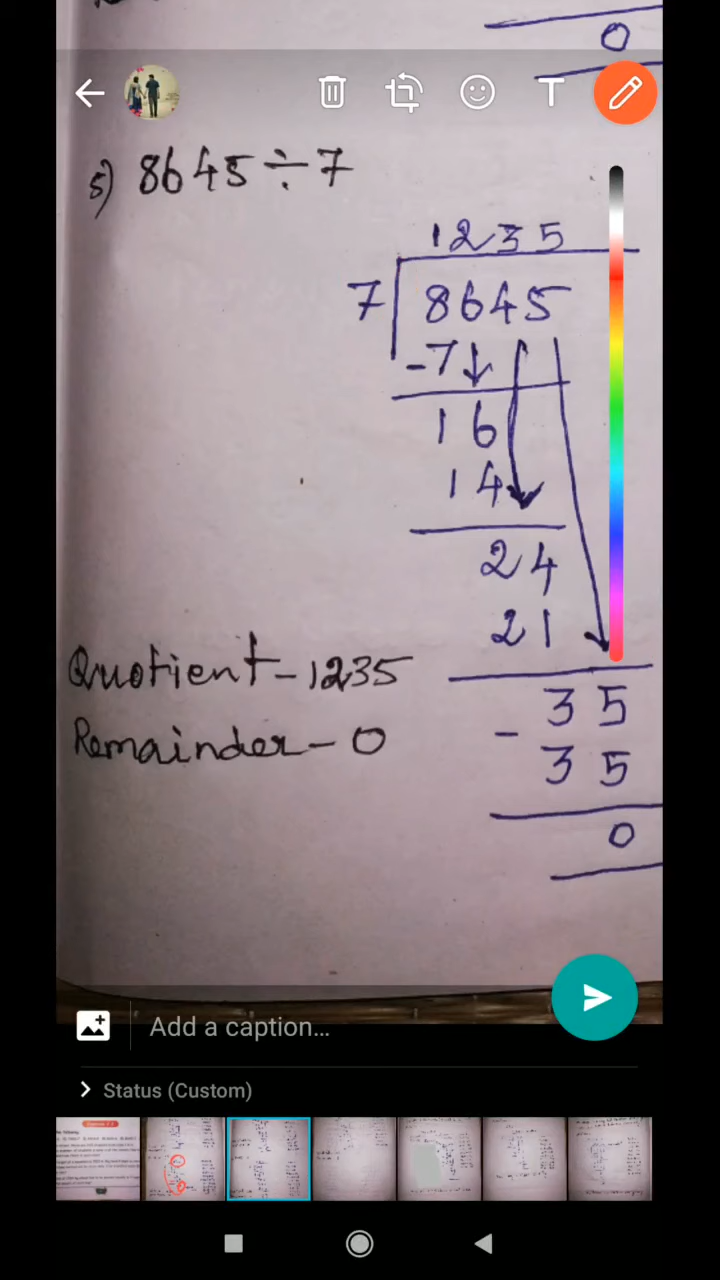 0
T
5) 8645÷7
1235
7 8645
-7
16
14
24
21
Quotient-1235
- 35
Remainder-0
35
0
Add a caption...
Status (Custom)